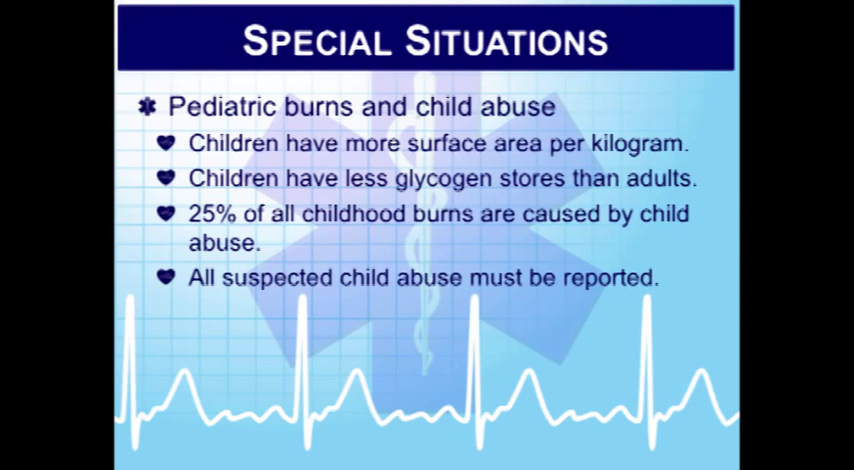 SPECIAL SITUATIONS
Pediatric burns and child abuse
Children have more surface area per kilogram.
Children have less glycogen stores than adults.
25% of all childhood burns are caused by child
abuse.
All suspected child abuse must be reported.